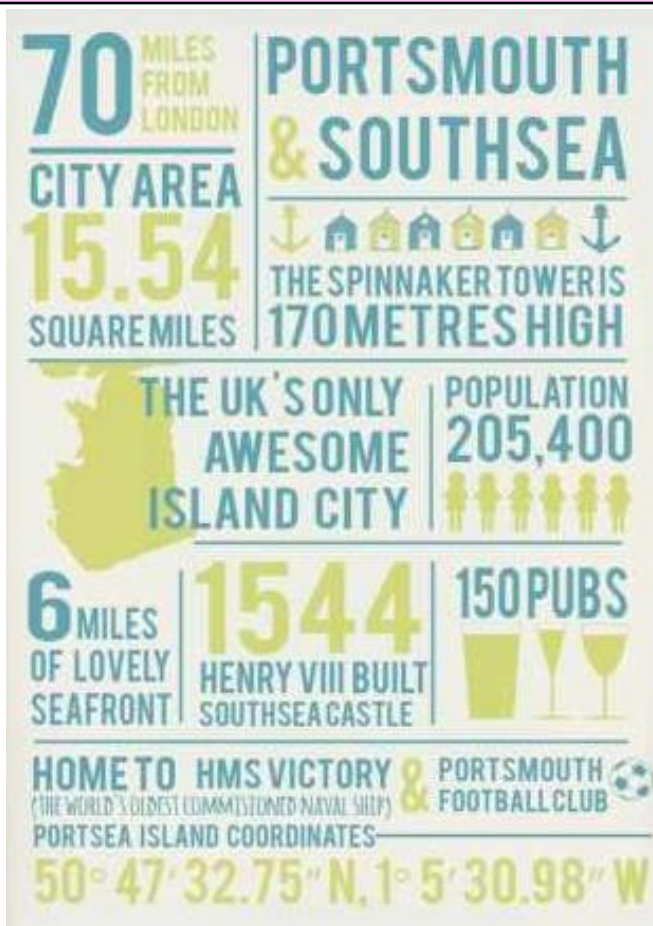 70 MILES
FROM
LONDON
CITY AREA
15.54
SQUARE MILES
PORTSMOUTH
& SOUTHSEA
THE SPINNAKER TOWER IS
170 METRES HIGH
THE UK'S ONLY
AWESOME
ISLAND CITY
POPULATION
205,400
6 MILES
OF LOVELY
SEAFRONT
1544
HENRY VIII BUILT
SOUTHSEA CASTLE
150 PUBS
HOME TO HMS VICTORY
(THE WORLD'S OLDEST COMMISIONED NAVAL SHIP)
& PORTSMOUTH
FOOTBALL CLUB
PORTSEA ISLAND COORDINATES
50° 47' 32.75" N, 1° 5' 30.98" W